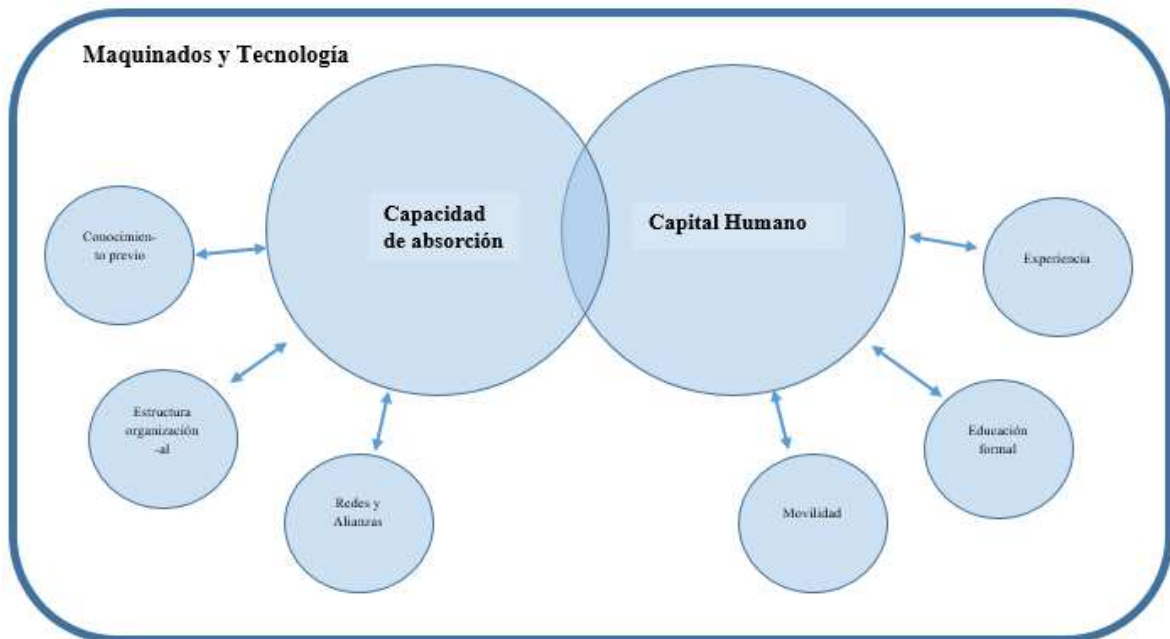 Maquinados y Tecnología
Capacidad
de absorción
Capital Humano
Conocimien-
to previo
Experiencia
Estructura
organización
-al
Educación
formal
Redes y
Alianzas
Movilidad